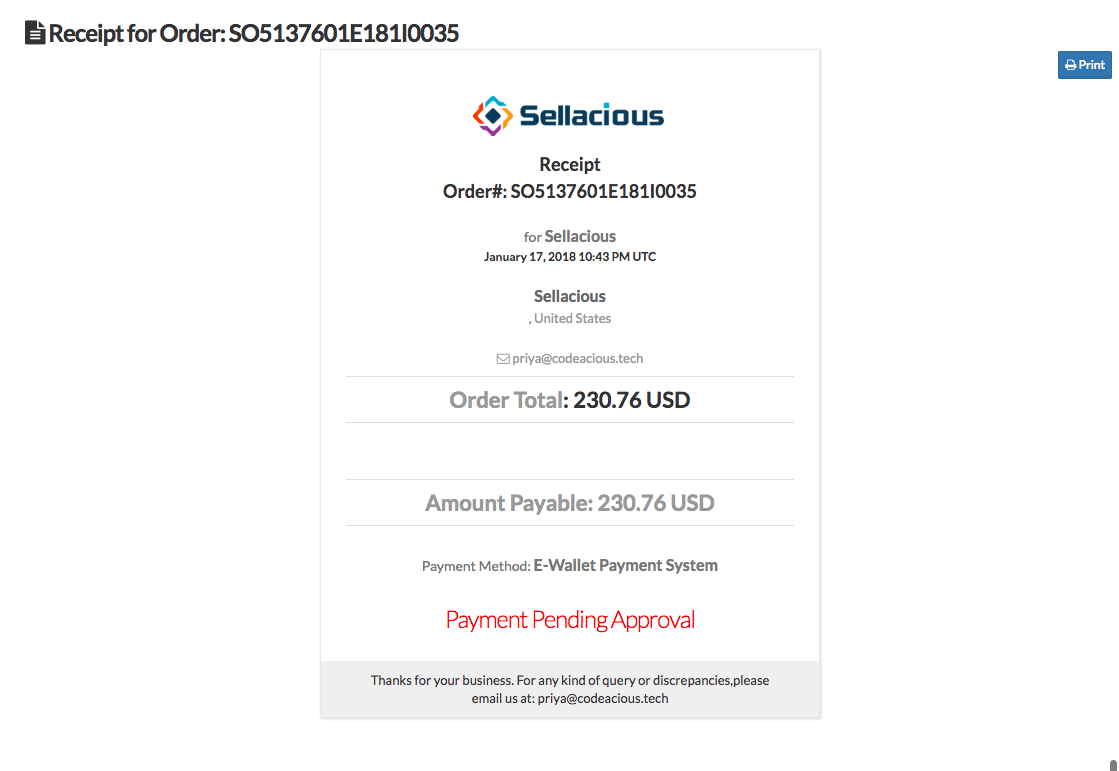 Receipt for Order: SO5137601E181I0035
Print
Sellacious
Receipt
Order#: SO5137601E181I0035
for Sellacious
January 17, 2018 10:43 PM UTC
Sellacious
, United States
priya@codeacious.tech
Order Total: 230.76 USD
Amount Payable: 230.76 USD
Payment Method: E-Wallet Payment System
Payment Pending Approval
Thanks for your business. For any kind of query or discrepancies,please
email us at: priya@codeacious.tech